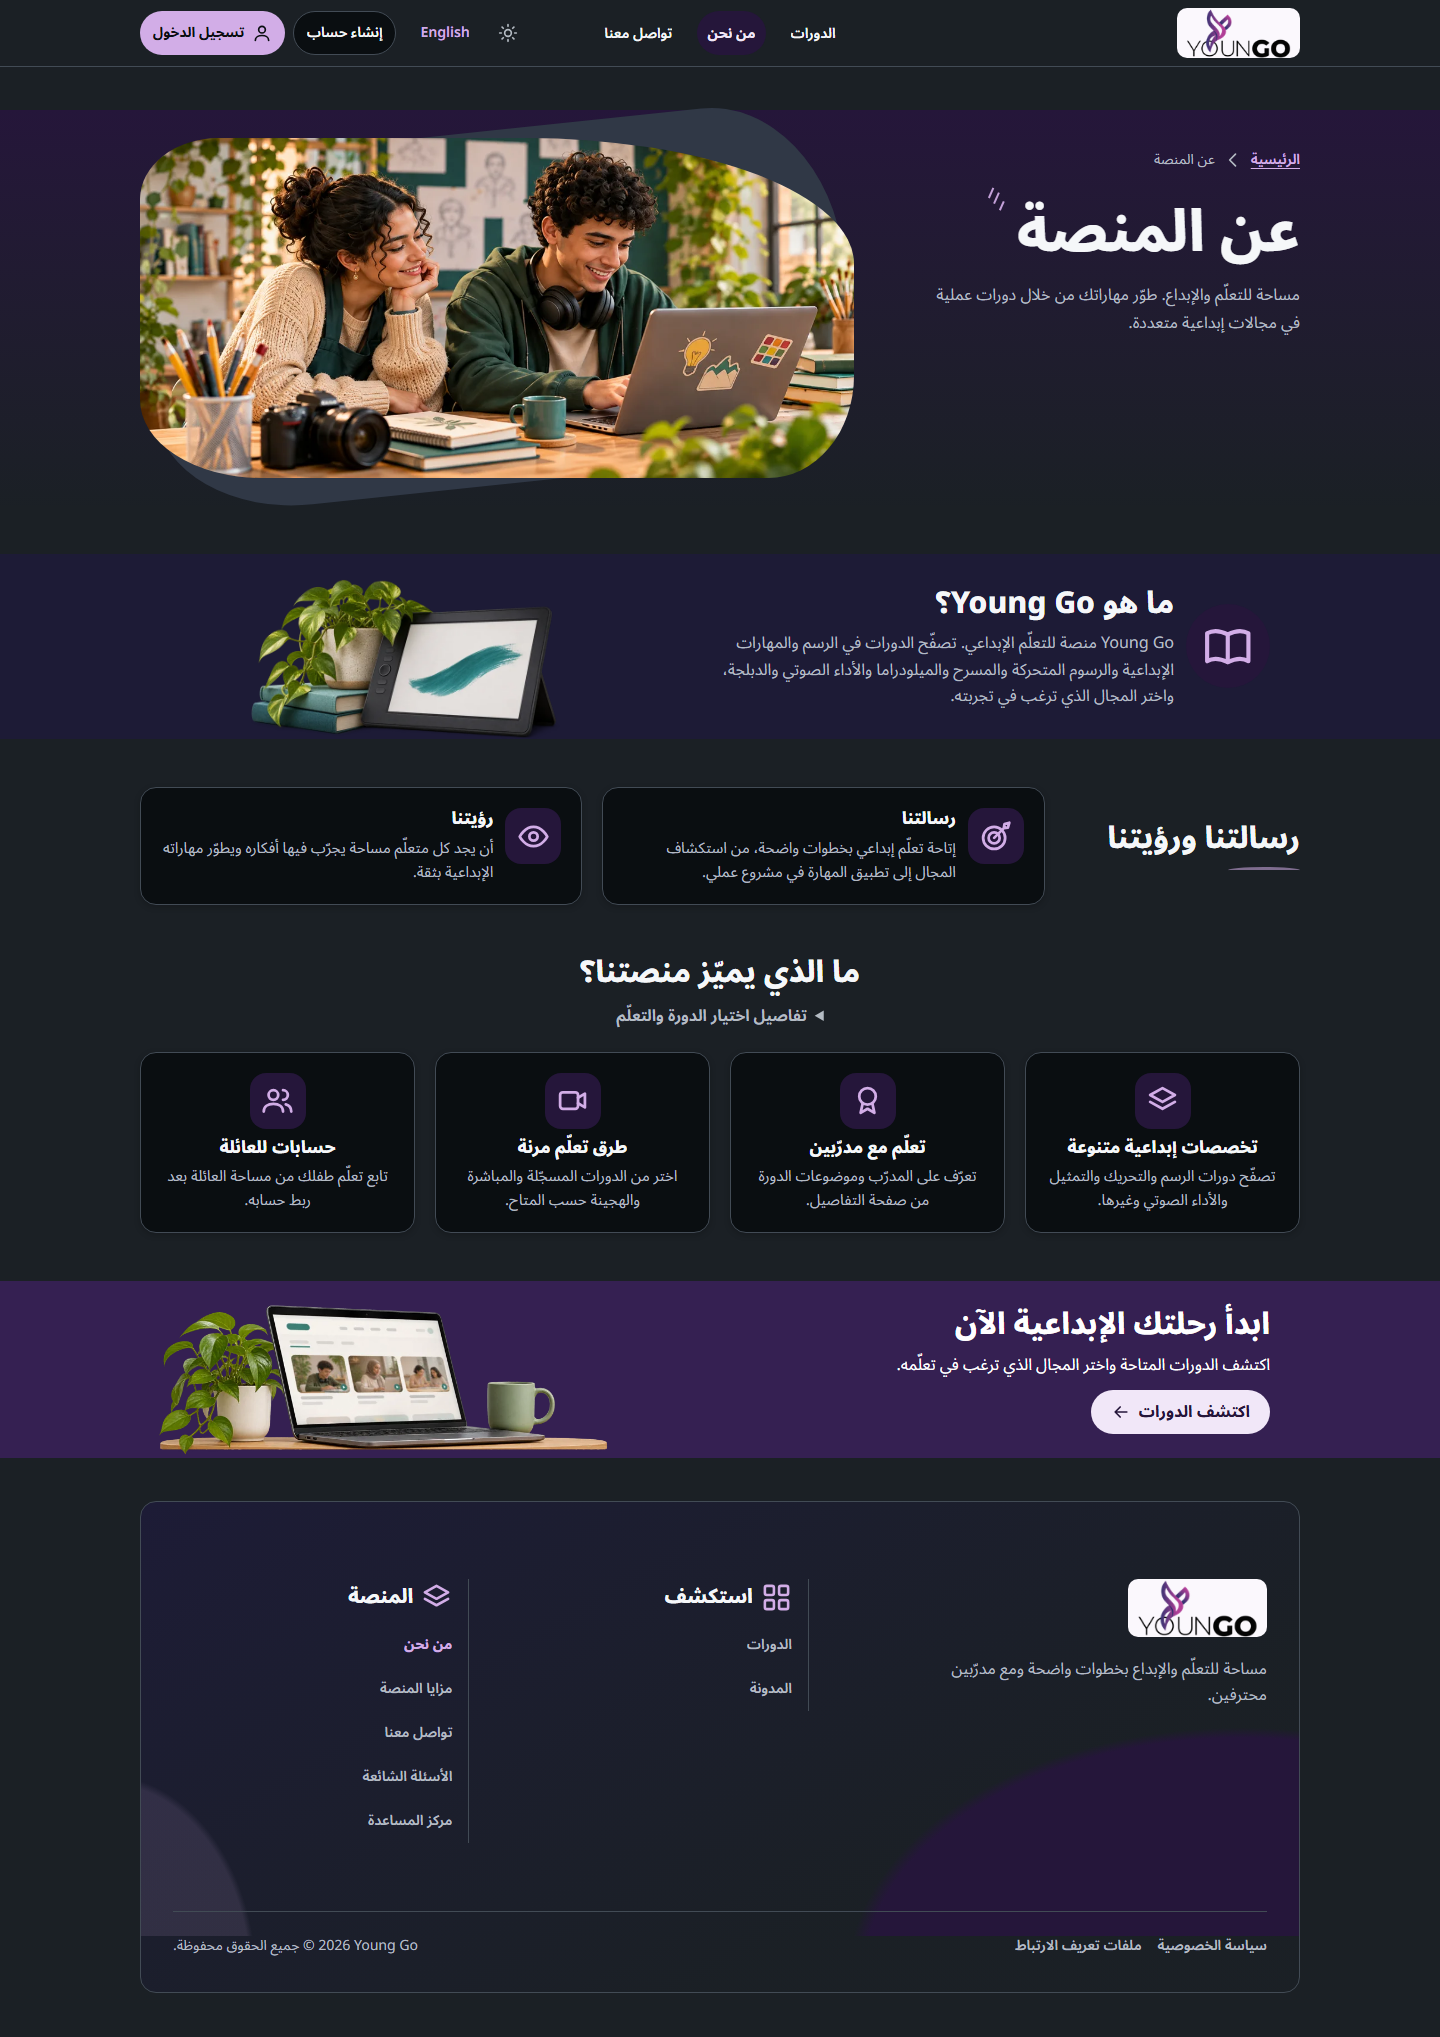 YOUNGO
الدورات
من نحن
تواصل معنا
English
إنشاء حساب
تسجيل الدخول
الرئيسية
عن المنصة
عن المنصة
مساحة للتعلّم والإبداع. طوّر مهاراتك من خلال دورات عملية
في مجالات إبداعية متعددة.
ما هو Young Go؟
Young Go منصة للتعلّم الإبداعي. تصفّح الدورات في الرسم والمهارات
الإبداعية والرسوم المتحركة والمسرح والميلودراما والأداء الصوتي والدبلجة،
واختر المجال الذي ترغب في تجربته.
رسالتنا ورؤيتنا
رسالتنا
إتاحة تعلّم إبداعي بخطوات واضحة، من استكشاف
المجال إلى تطبيق المهارة في مشروع عملي.
رؤيتنا
أن يجد كل متعلّم مساحة يجرّب فيها أفكاره ويطوّر مهاراته
الإبداعية بثقة.
ما الذي يميّز منصتنا؟
تفاصيل اختيار الدورة والتعلّم
تخصصات إبداعية متنوعة
تصفّح دورات الرسم والتحريك والتمثيل
والأداء الصوتي وغيرها.
تعلّم مع مدرّبين
تعرّف على المدرّب وموضوعات الدورة
من صفحة التفاصيل.
طرق تعلّم مرنة
اختر من الدورات المسجّلة والمباشرة
والهجينة حسب المتاح.
حسابات للعائلة
تابع تعلّم طفلك من مساحة العائلة بعد
ربط حسابه.
ابدأ رحلتك الإبداعية الآن
اكتشف الدورات المتاحة واختر المجال الذي ترغب في تعلّمه.
اكتشف الدورات
YOUNGO
مساحة للتعلّم والإبداع بخطوات واضحة ومع مدرّبين
محترفين.
استكشف
الدورات
المدونة
المنصة
من نحن
مزايا المنصة
تواصل معنا
الأسئلة الشائعة
مركز المساعدة
سياسة الخصوصية
ملفات تعريف الارتباط
© 2026 Young Go جميع الحقوق محفوظة.